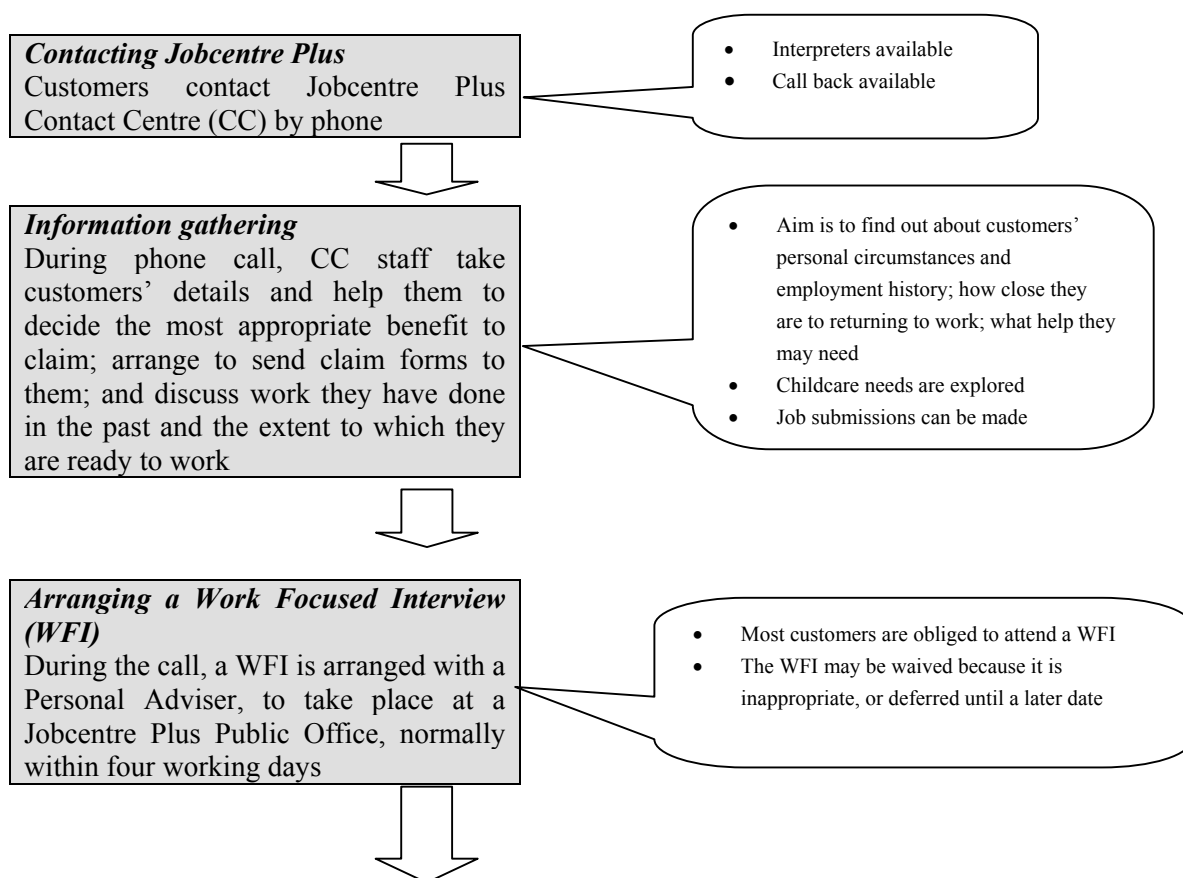 Contacting Jobcentre Plus
Customers contact Jobcentre Plus
Contact Centre (CC) by phone
• Interpreters available
• Call back available
Information gathering
During phone call, CC staff take
customers’ details and help them to
decide the most appropriate benefit to
claim; arrange to send claim forms to
them; and discuss work they have done
in the past and the extent to which they
are ready to work
• Aim is to find out about customers’
personal circumstances and
employment history; how close they
are to returning to work; what help they
may need
• Childcare needs are explored
• Job submissions can be made
Arranging a Work Focused Interview
(WFI)
During the call, a WFI is arranged with a
Personal Adviser, to take place at a
Jobcentre Plus Public Office, normally
within four working days
• Most customers are obliged to attend a WFI
• The WFI may be waived because it is
inappropriate, or deferred until a later date